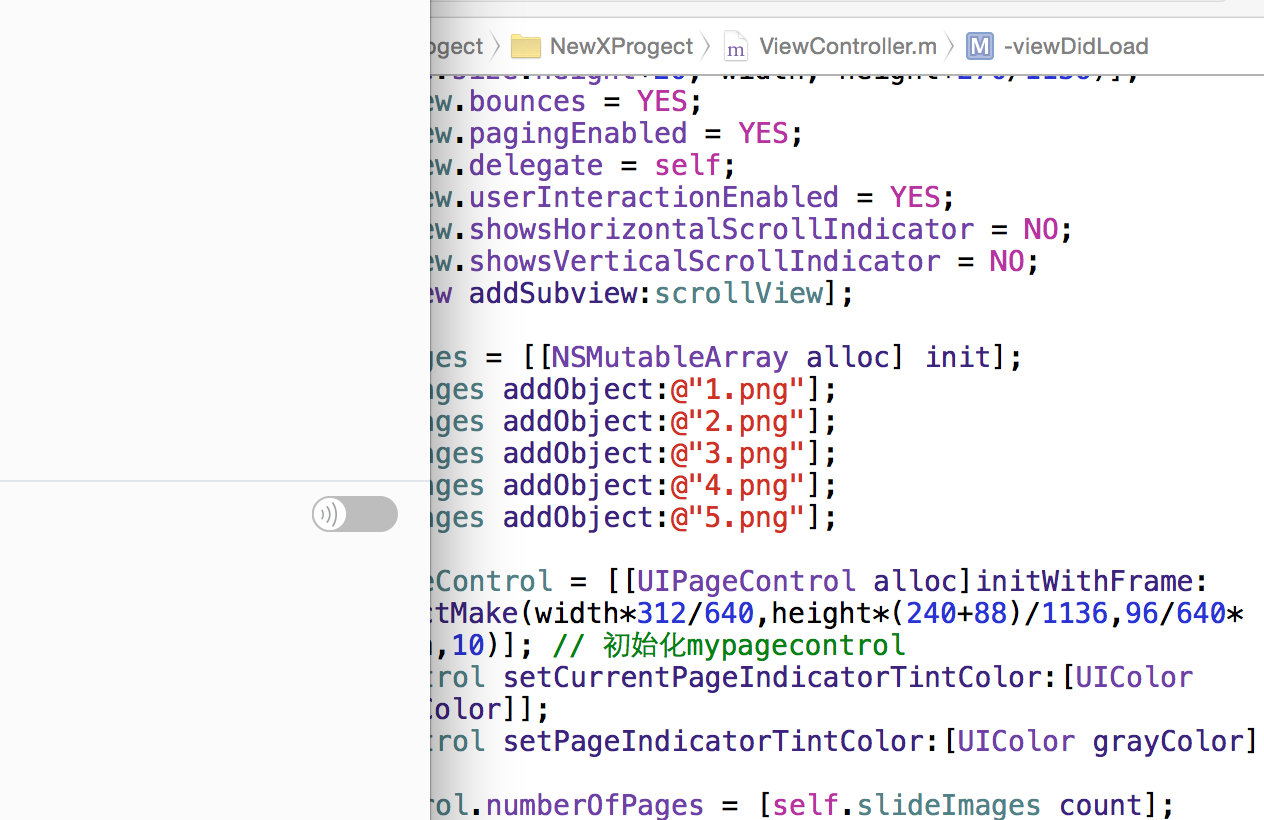 ogect NewXProgect ViewController.m M -viewDidLoad
ew.bounces = YES;
ew.pagingEnabled = YES;
ew.delegate = self;
ew.userInteractionEnabled = YES;
ew.showsHorizontalScrollIndicator = NO;
ew.showsVerticalScrollIndicator = NO;
ew addSubview:scrollView];
ges = [[NSMutableArray alloc] init];
ages addObject:@"1.png"];
ages addObject:@"2.png"];
ages addObject:@"3.png"];
ages addObject:@"4.png"];
ages addObject:@"5.png"];
eControl = [[UIPageControl alloc]initWithFrame:
ctMake(width*312/640,height*(240+88)/1136,96/640*
,10)]; // 初始化mypagecontrol
trol setCurrentPageIndicatorTintColor:[UIColor
Color]];
trol setPageIndicatorTintColor:[UIColor grayColor]
rol.numberOfPages = [self.slideImages count];